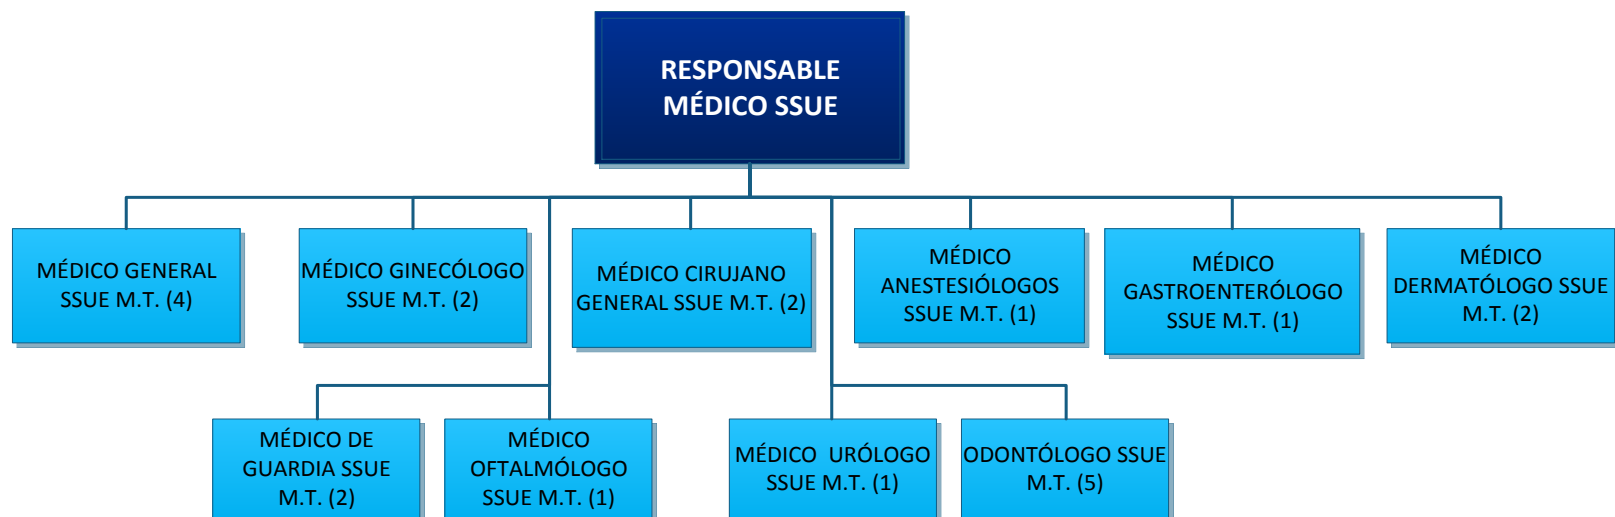 RESPONSABLE
MÉDICO SSUE
MÉDICO GENERAL
SSUE M.T. (4)
MÉDICO GINECÓLOGO
SSUE M.T. (2)
MÉDICO CIRUJANO
GENERAL SSUE M.T. (2)
MÉDICO
ANESTESIÓLOGOS
SSUE M.T. (1)
MÉDICO
GASTROENTERÓLOGO
SSUE M.T. (1)
MÉDICO
DERMATÓLOGO SSUE
M.T. (2)
MÉDICO DE
GUARDIA SSUE
M.T. (2)
MÉDICO
OFTALMÓLOGO
SSUE M.T. (1)
MÉDICO UROLÓGO
SSUE M.T. (1)
ODONTÓLOGO SSUE
M.T. (5)